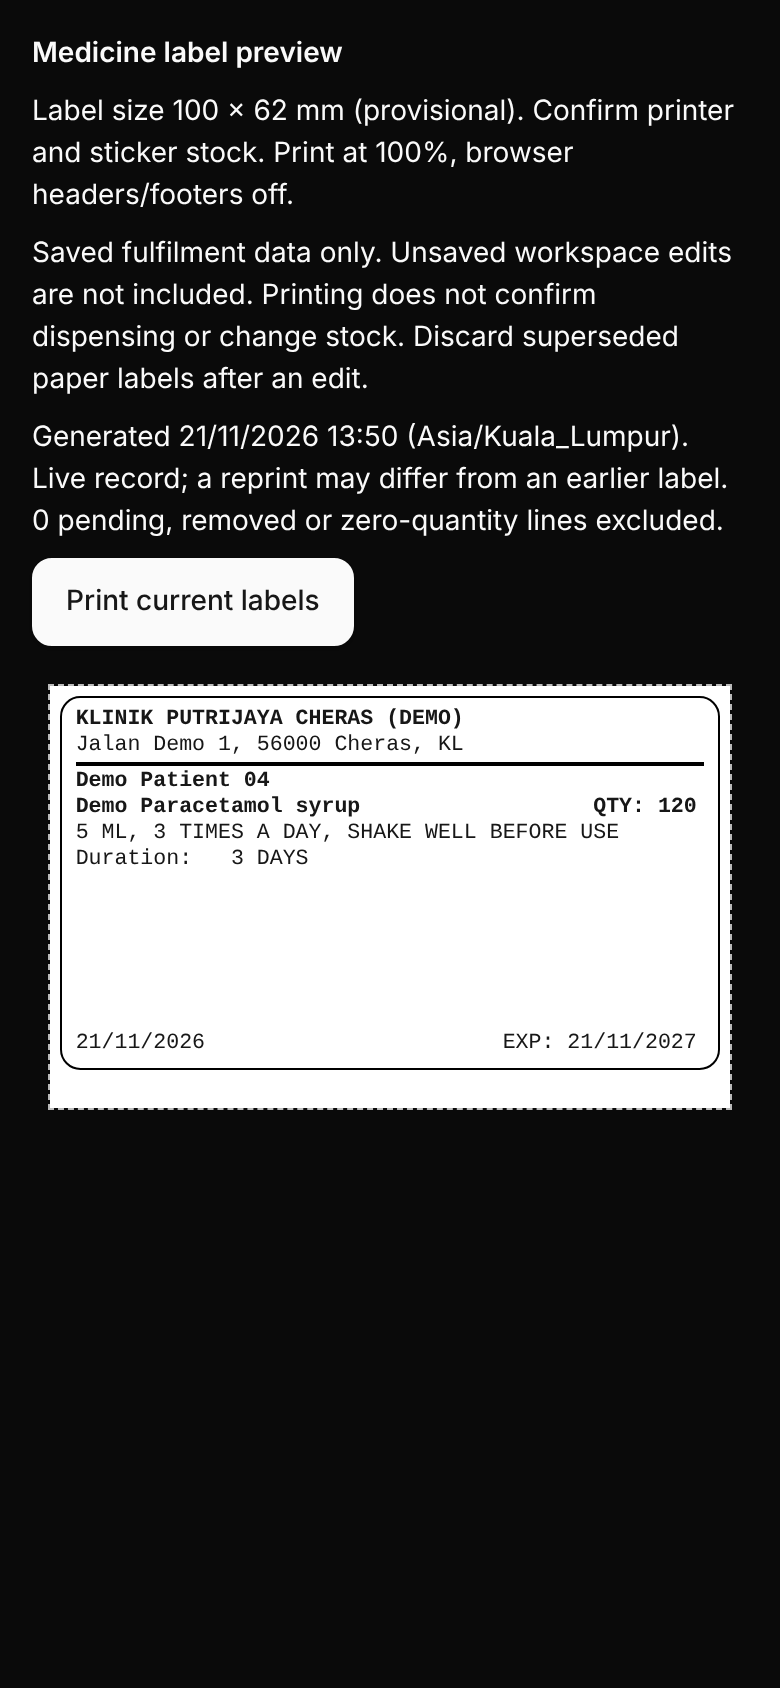 Medicine label preview
Label size 100 × 62 mm (provisional). Confirm printer
and sticker stock. Print at 100%, browser
headers/footers off.
Saved fulfilment data only. Unsaved workspace edits
are not included. Printing does not confirm
dispensing or change stock. Discard superseded
paper labels after an edit.
Generated 21/11/2026 13:50 (Asia/Kuala_Lumpur).
Live record; a reprint may differ from an earlier label.
0 pending, removed or zero-quantity lines excluded.
Print current labels
KLINIK PUTRIJAYA CHERAS (DEMO)
Jalan Demo 1, 56000 Cheras, KL
Demo Patient 04
Demo Paracetamol syrup QTY: 120
5 ML, 3 TIMES A DAY, SHAKE WELL BEFORE USE
Duration: 3 DAYS
21/11/2026 EXP: 21/11/2027